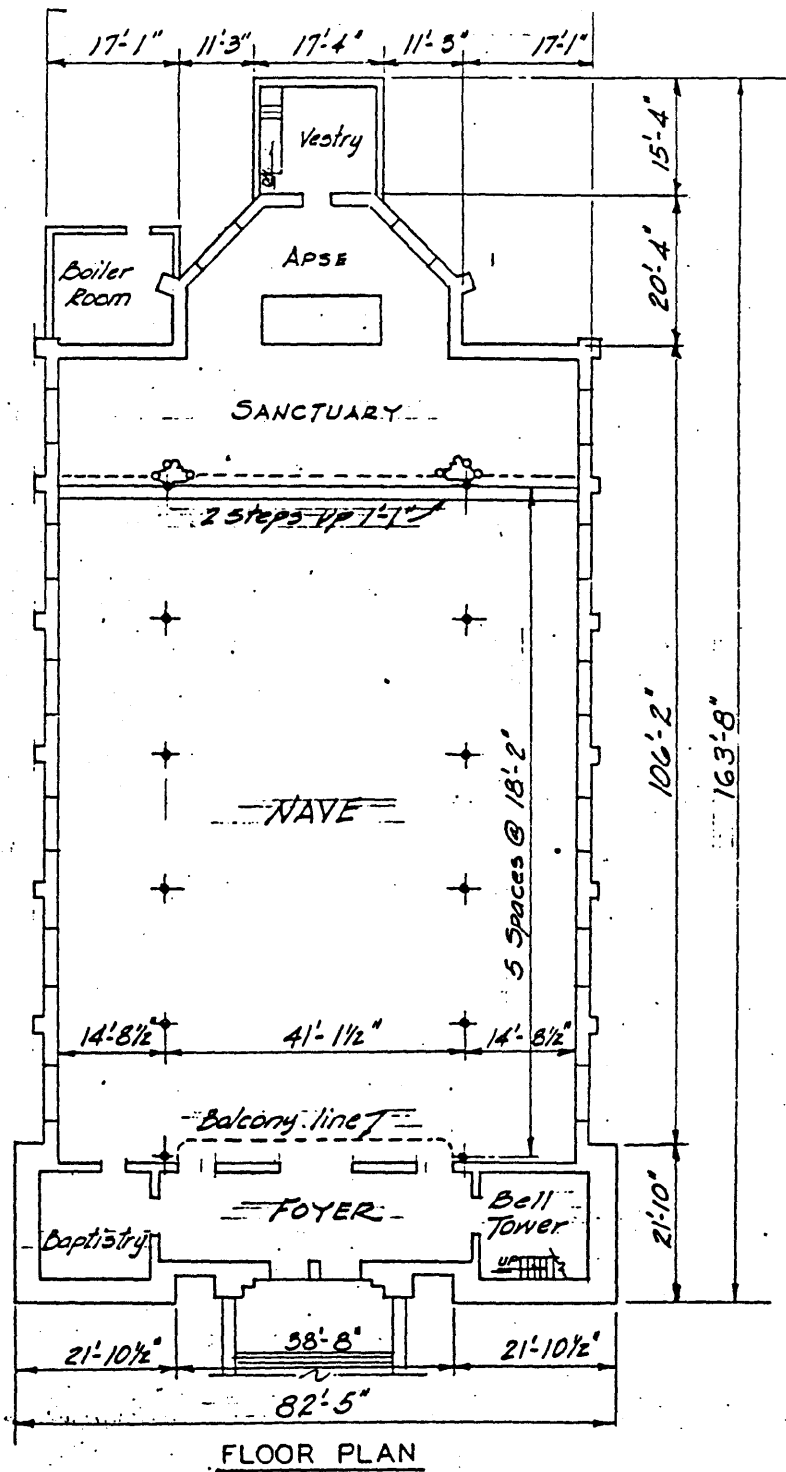 17'-1" 11'-3" 17'-4" 11'-3" 17'-1"
Vestry
15'-4"
APSE
Boiler
Room
20'-4"
SANCTUARY
2 Steps up 1'-1"
106'-2"
163'-8"
5 Spaces @ 18'-2"
NAVE
14'-8½" 41'-1½" 14'-8½"
Balcony line
FOYER
Bell
Tower
Baptistry
UP
21'-10"
21'-10½" 38'-8" 21'-10½"
82'-5"
FLOOR PLAN